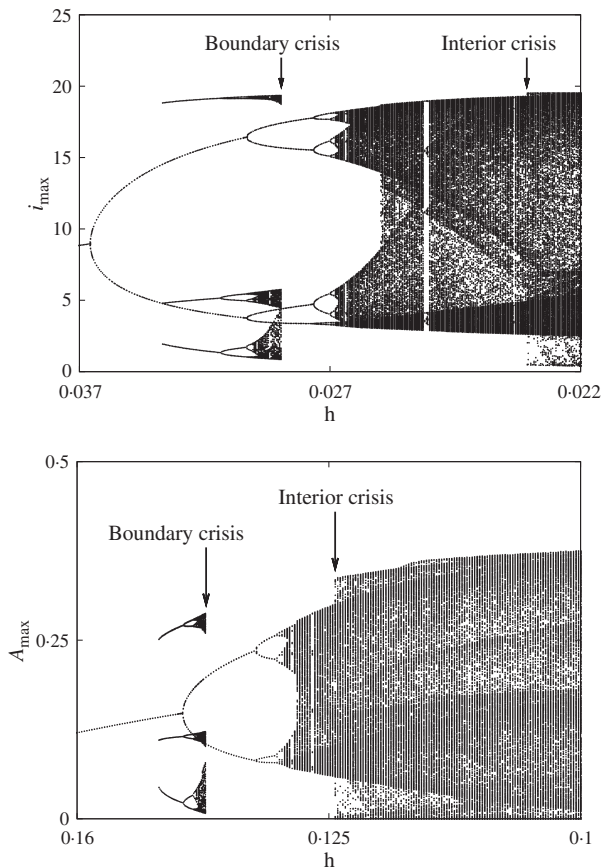 Boundary crisis
Interior crisis
25
20
15
10
5
0
i_max
0·037
0·027
0·022
h
0·5
0·25
0
A_max
Boundary crisis
Interior crisis
0·16
0·125
0·1
h